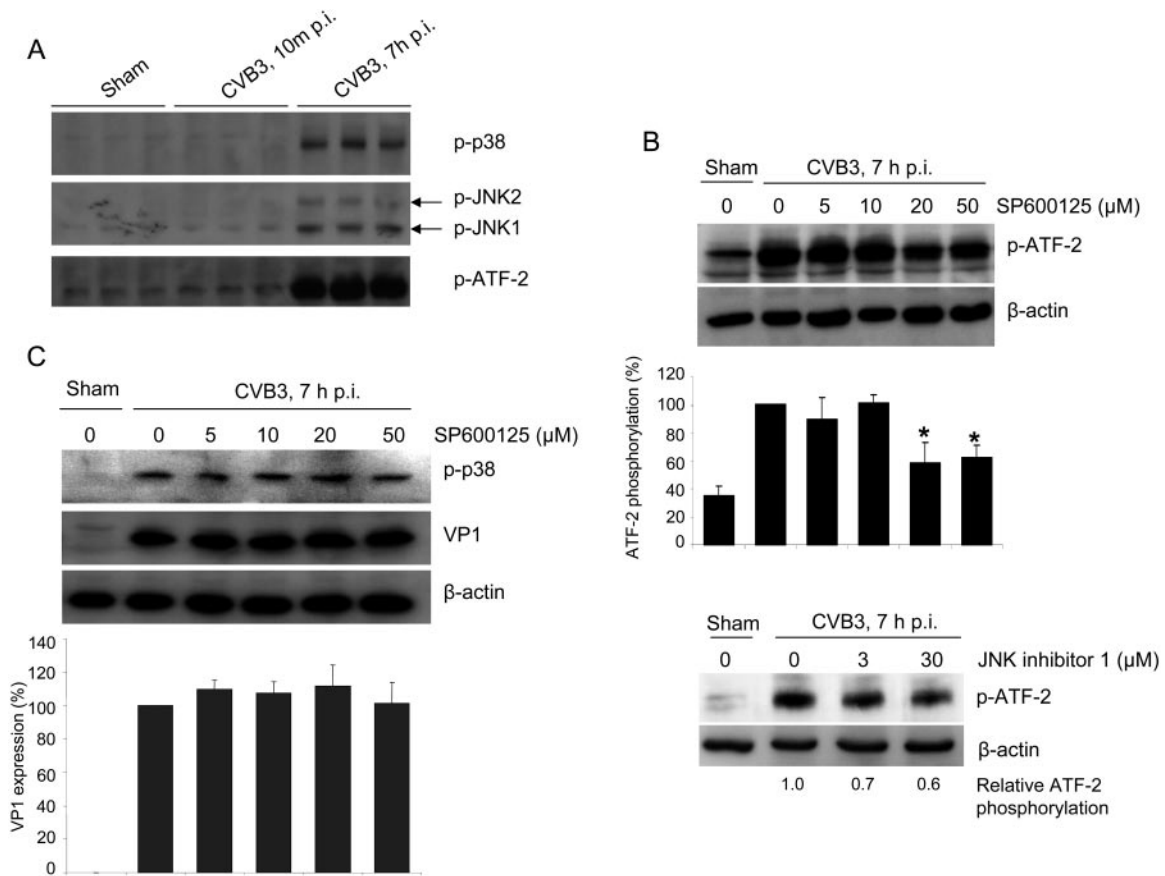 A
Sham
CVB3, 10m p.i.
CVB3, 7h p.i.
p-p38
p-JNK2
p-JNK1
p-ATF-2
B
Sham
CVB3, 7 h p.i.
0 0 5 10 20 50 SP600125 (µM)
p-ATF-2
β-actin
ATF-2 phosphorylation (%)
120
100
80
60
40
20
0
* *
Sham
CVB3, 7 h p.i.
0 0 3 30 JNK inhibitor 1 (µM)
p-ATF-2
β-actin
1.0 0.7 0.6 Relative ATF-2
phosphorylation
C
Sham
CVB3, 7 h p.i.
0 0 5 10 20 50 SP600125 (µM)
p-p38
VP1
β-actin
VP1 expression (%)
140
120
100
80
60
40
20
0